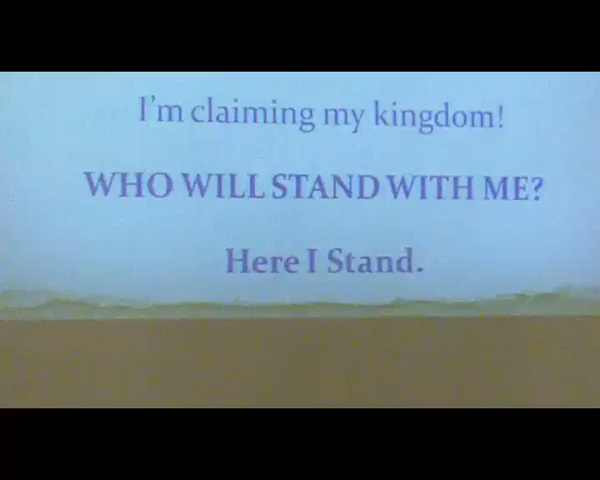 I'm claiming my kingdom!
WHO WILL STAND WITH ME?
Here I Stand.